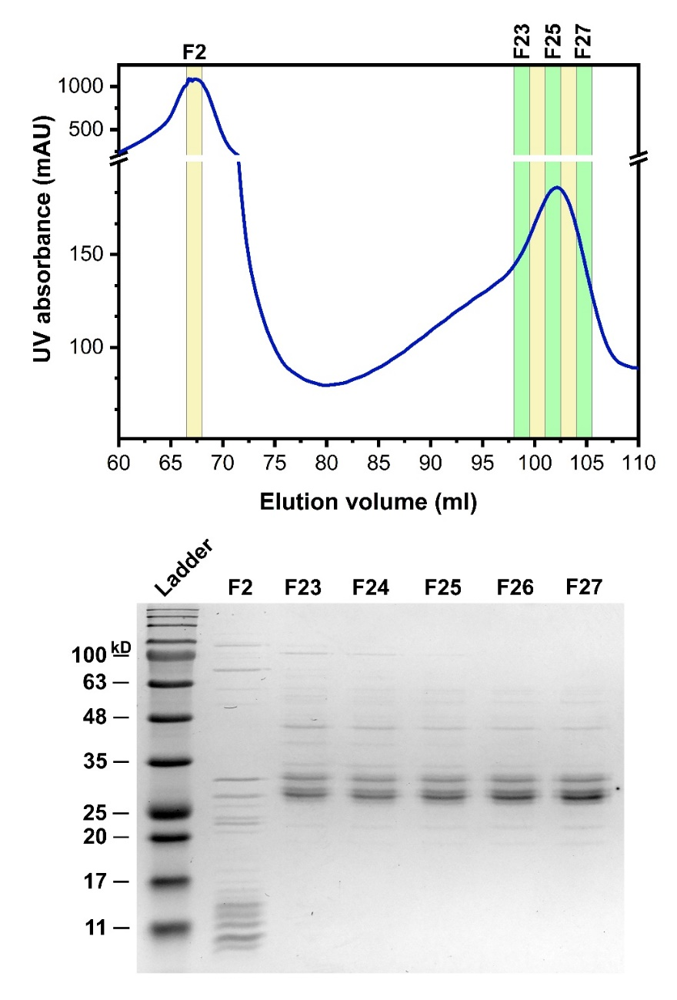 F2 F23 F25 F27
1000
500
150
100
UV absorbance (mAU)
60 65 70 75 80 85 90 95 100 105 110
Elution volume (ml)
Ladder F2 F23 F24 F25 F26 F27
kD
100
63
48
35
25
20
17
11